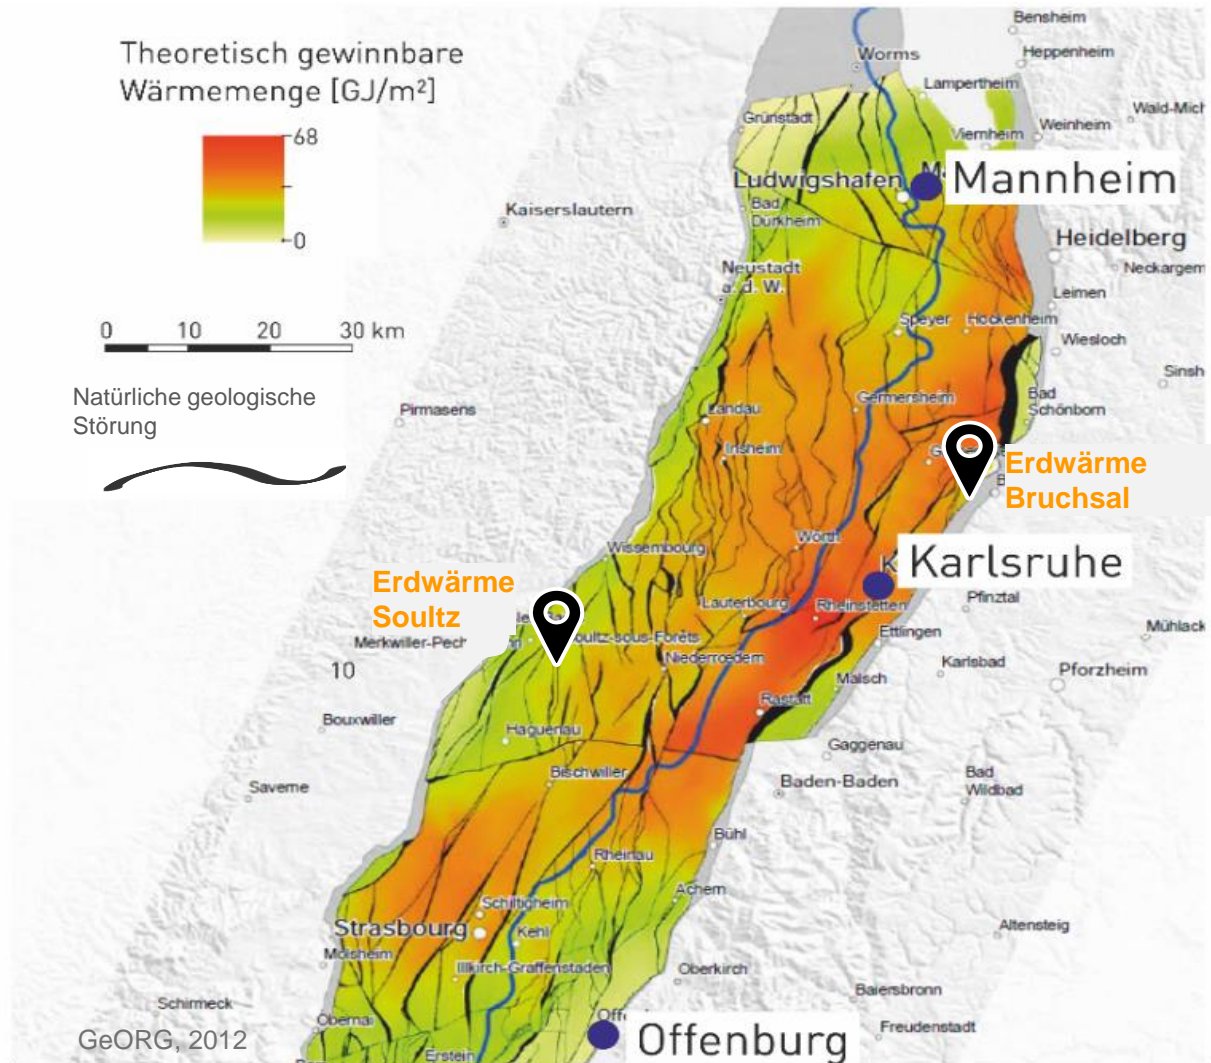 Theoretisch gewinnbare
Wärmemenge [GJ/m²]
68
0
0 10 20 30 km
Natürliche geologische
Störung
Bensheim
Worms
Heppenheim
Lampertheim
Grünstadt
Wald-Mich
Viernheim
Weinheim
Ludwigshafen
Mannheim
Kaiserslautern
Bad
Dürkheim
Heidelberg
Neustadt
a. d. W.
Neckargem
Leimen
Speyer
Hockenheim
Wiesloch
Sinsh
Pirmasens
Landau
Germersheim
Bad
Schönborn
Insheim
Erdwärme
Bruchsal
Wörth
Wissembourg
Karlsruhe
Erdwärme
Soultz
Lauterbourg
Rheinstetten
Pfinztal
Merkwiller-Pech
oultz-sous-Forêts
Ettlingen
Mühlack
Niederrœdern
Karlsbad
10
Malsch
Pforzheim
Rastatt
Bouxwiller
Haguenau
Gaggenau
Bischwiller
Saverne
Baden-Baden
Bad
Wildbad
Bühl
Rheinau
Achern
Schiltigheim
Strasbourg
Kehl
Altensteig
Molsheim
Illkirch-Graffenstaden
Oberkirch
Baiersbronn
Schirmeck
Obernai
Offenburg
Freudenstadt
GeORG, 2012
Erstein